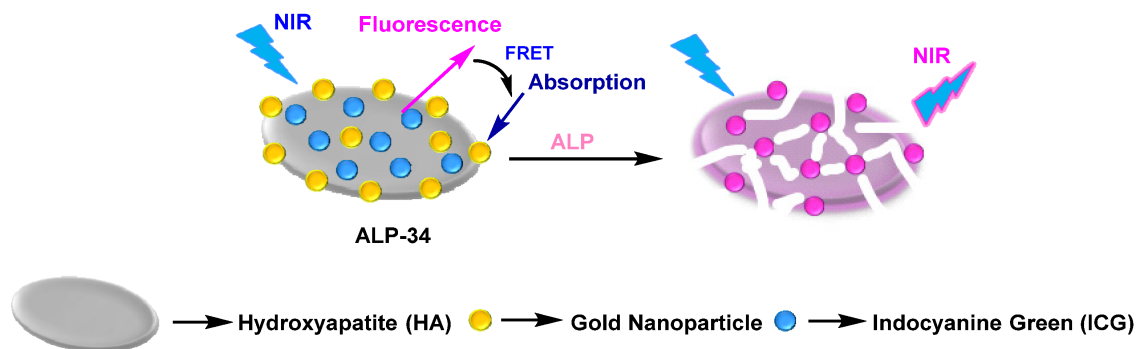 NIR
Fluorescence
FRET
Absorption
NIR
ALP
ALP-34
Hydroxyapatite (HA)
Gold Nanoparticle
Indocyanine Green (ICG)